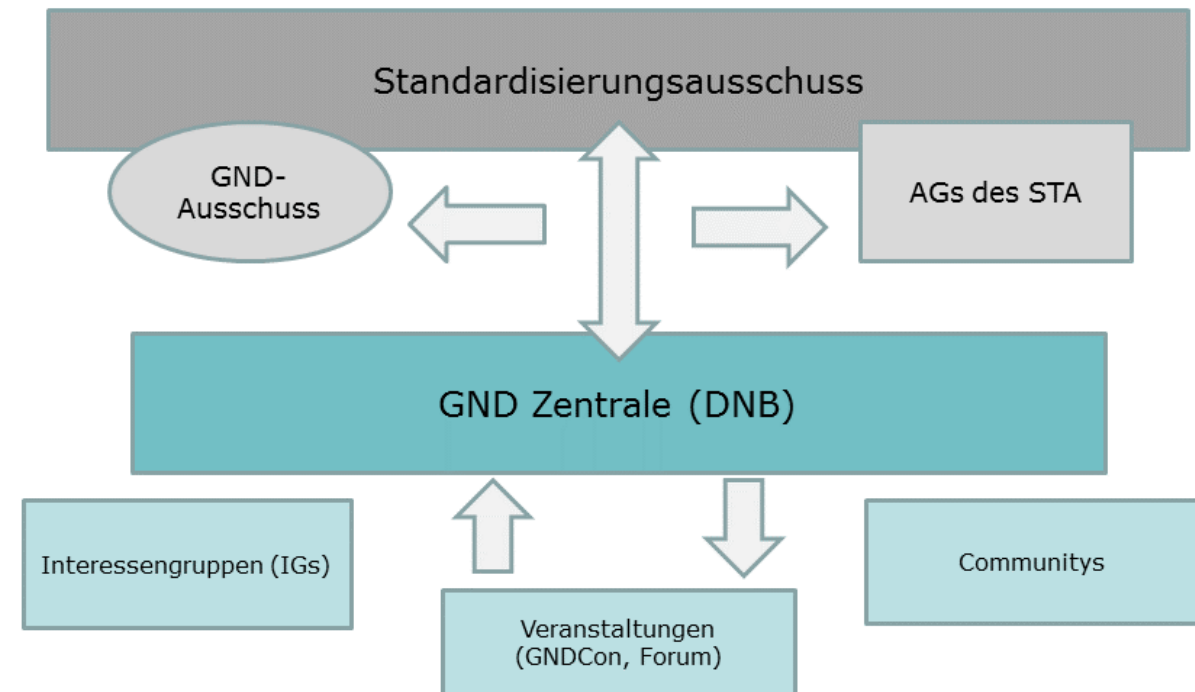 Standardisierungsausschuss
GND-
Ausschuss
AGs des STA
GND Zentrale (DNB)
Interessengruppen (IGs)
Communitys
Veranstaltungen
(GNDCon, Forum)